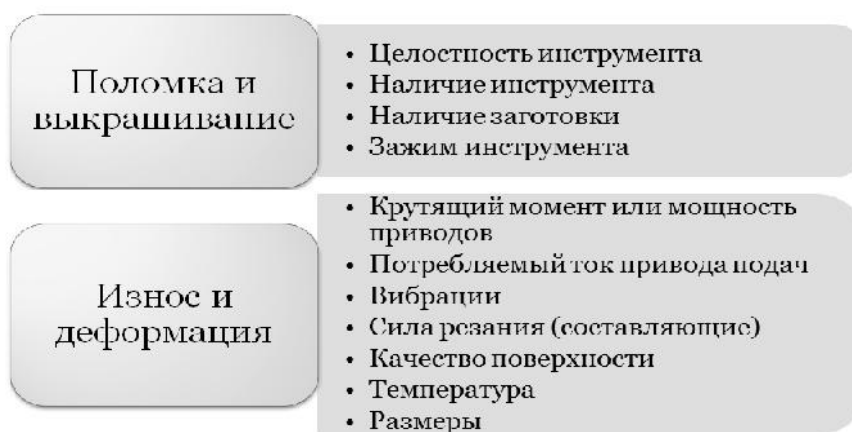 Поломка и
выкрашивание
• Целостность инструмента
• Наличие инструмента
• Наличие заготовки
• Зажим инструмента
Износ и
деформация
• Крутящий момент или мощность
приводов
• Потребляемый ток привода подач
• Вибрации
• Сила резания (составляющие)
• Качество поверхности
• Температура
• Размеры